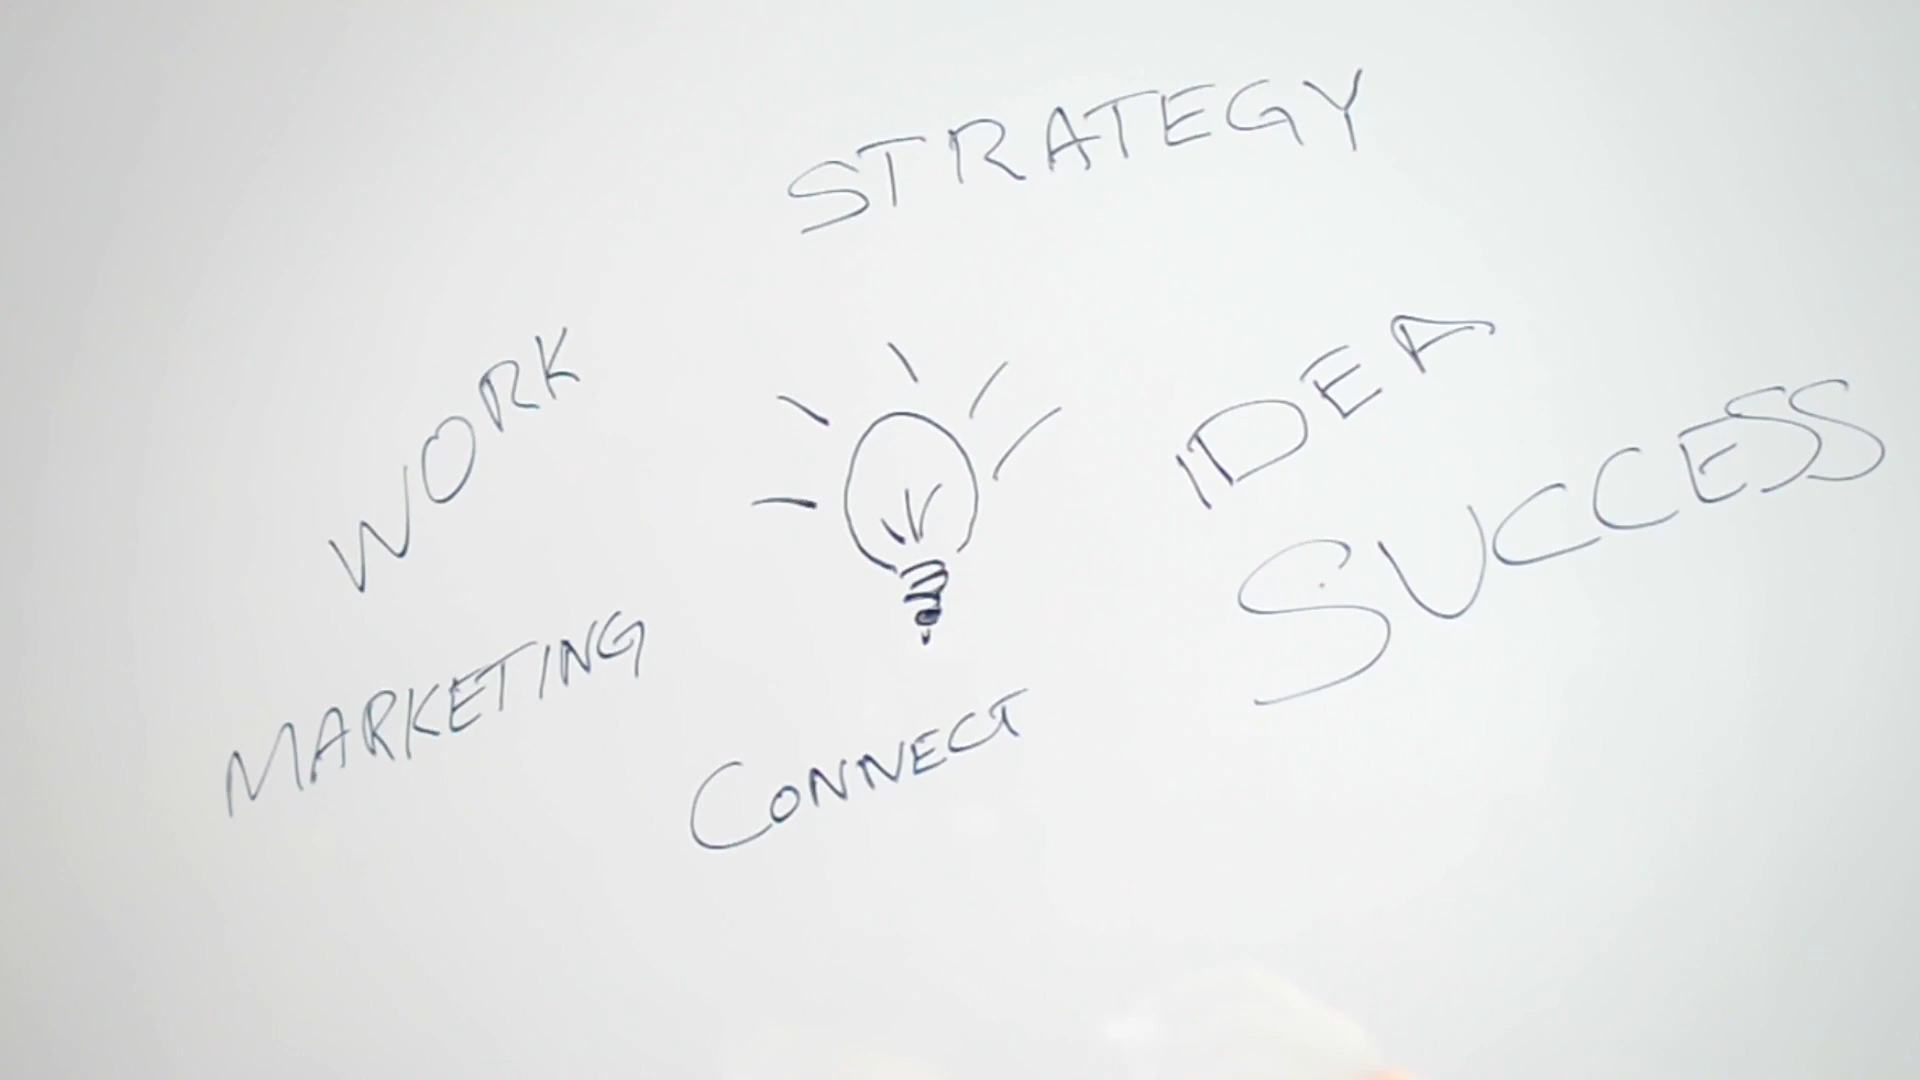 STRATEGY
WORK
IDEA
SUCCESS
MARKETING
CONNECT